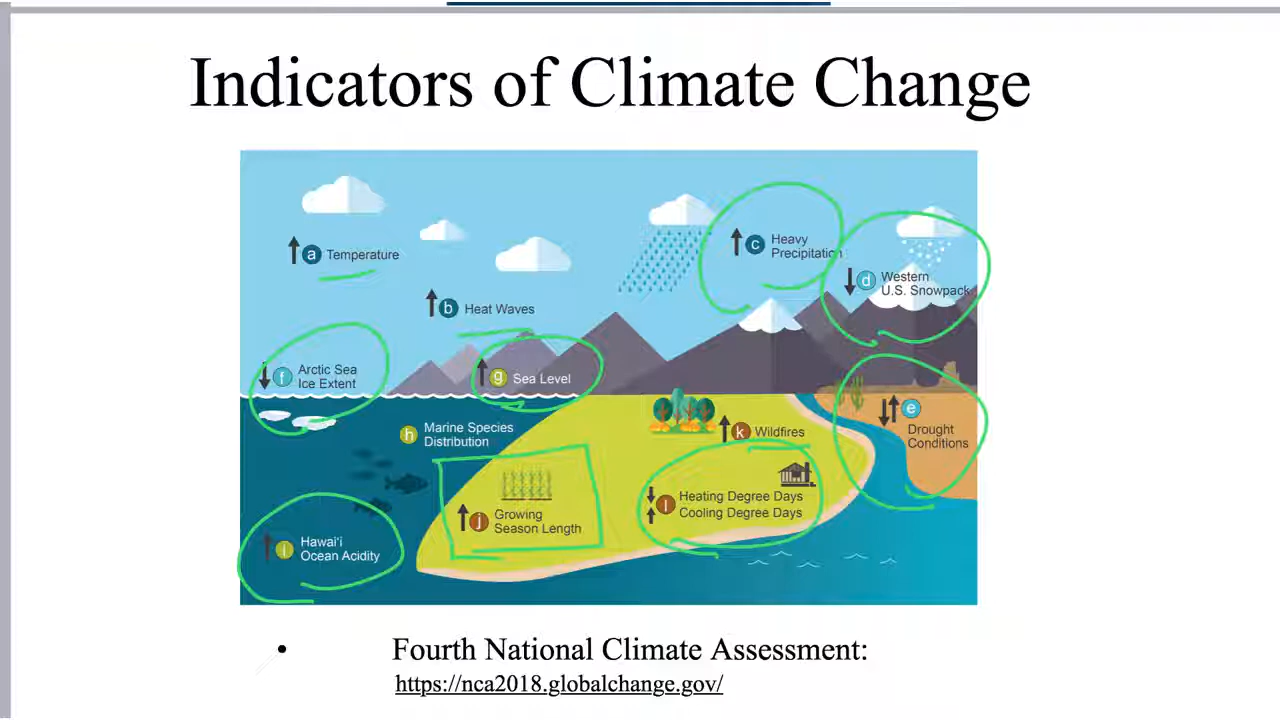 Indicators of Climate Change
a Temperature
b Heat Waves
c Heavy
Precipitation
d Western
U.S. Snowpack
f Arctic Sea
Ice Extent
g Sea Level
e
Drought
Conditions
h Marine Species
Distribution
k Wildfires
j Growing
Season Length
l Heating Degree Days
Cooling Degree Days
i Hawai‘i
Ocean Acidity
• Fourth National Climate Assessment:
https://nca2018.globalchange.gov/